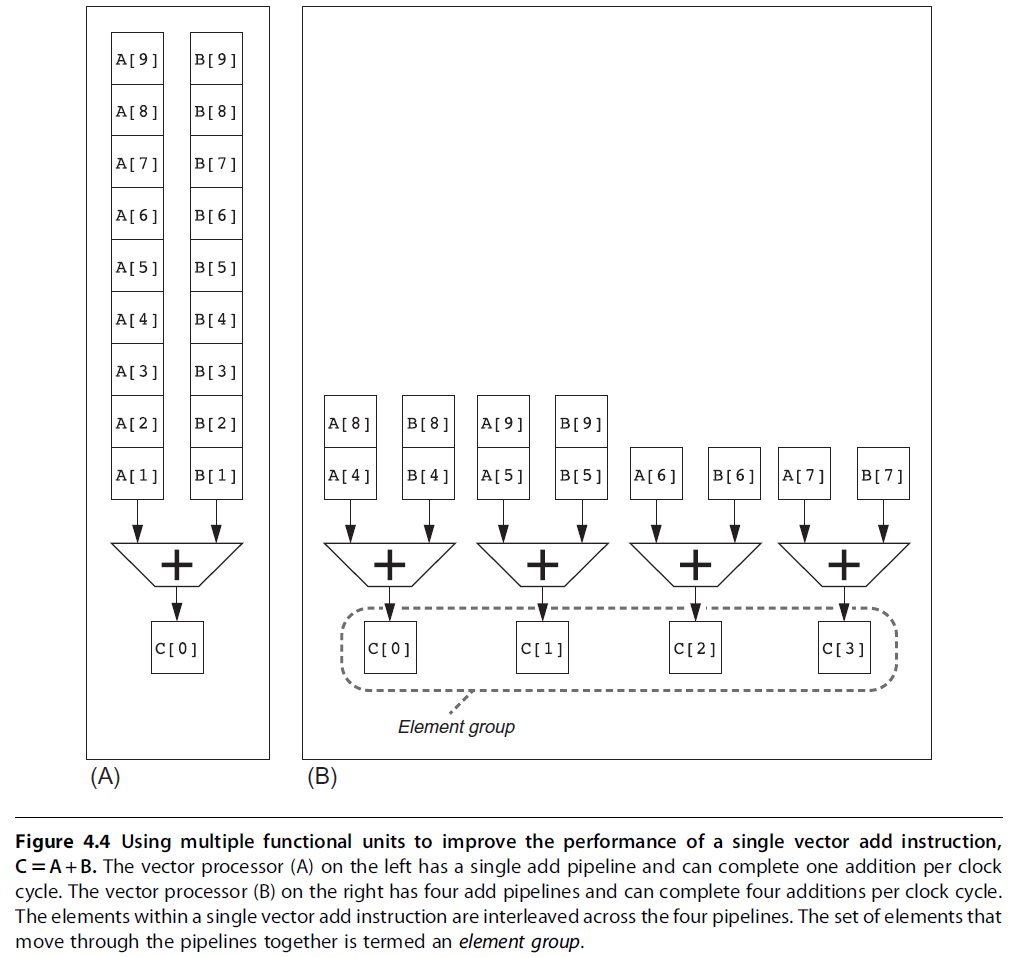 A[9] B[9]
A[8] B[8]
A[7] B[7]
A[6] B[6]
A[5] B[5]
A[4] B[4]
A[3] B[3]
A[2] B[2]
A[1] B[1]
+
C[0]
(A)
A[8] B[8] A[9] B[9]
A[4] B[4] A[5] B[5] A[6] B[6] A[7] B[7]
+ + + +
C[0] C[1] C[2] C[3]
Element group
(B)
Figure 4.4 Using multiple functional units to improve the performance of a single vector add instruction,
C = A + B. The vector processor (A) on the left has a single add pipeline and can complete one addition per clock
cycle. The vector processor (B) on the right has four add pipelines and can complete four additions per clock cycle.
The elements within a single vector add instruction are interleaved across the four pipelines. The set of elements that
move through the pipelines together is termed an element group.